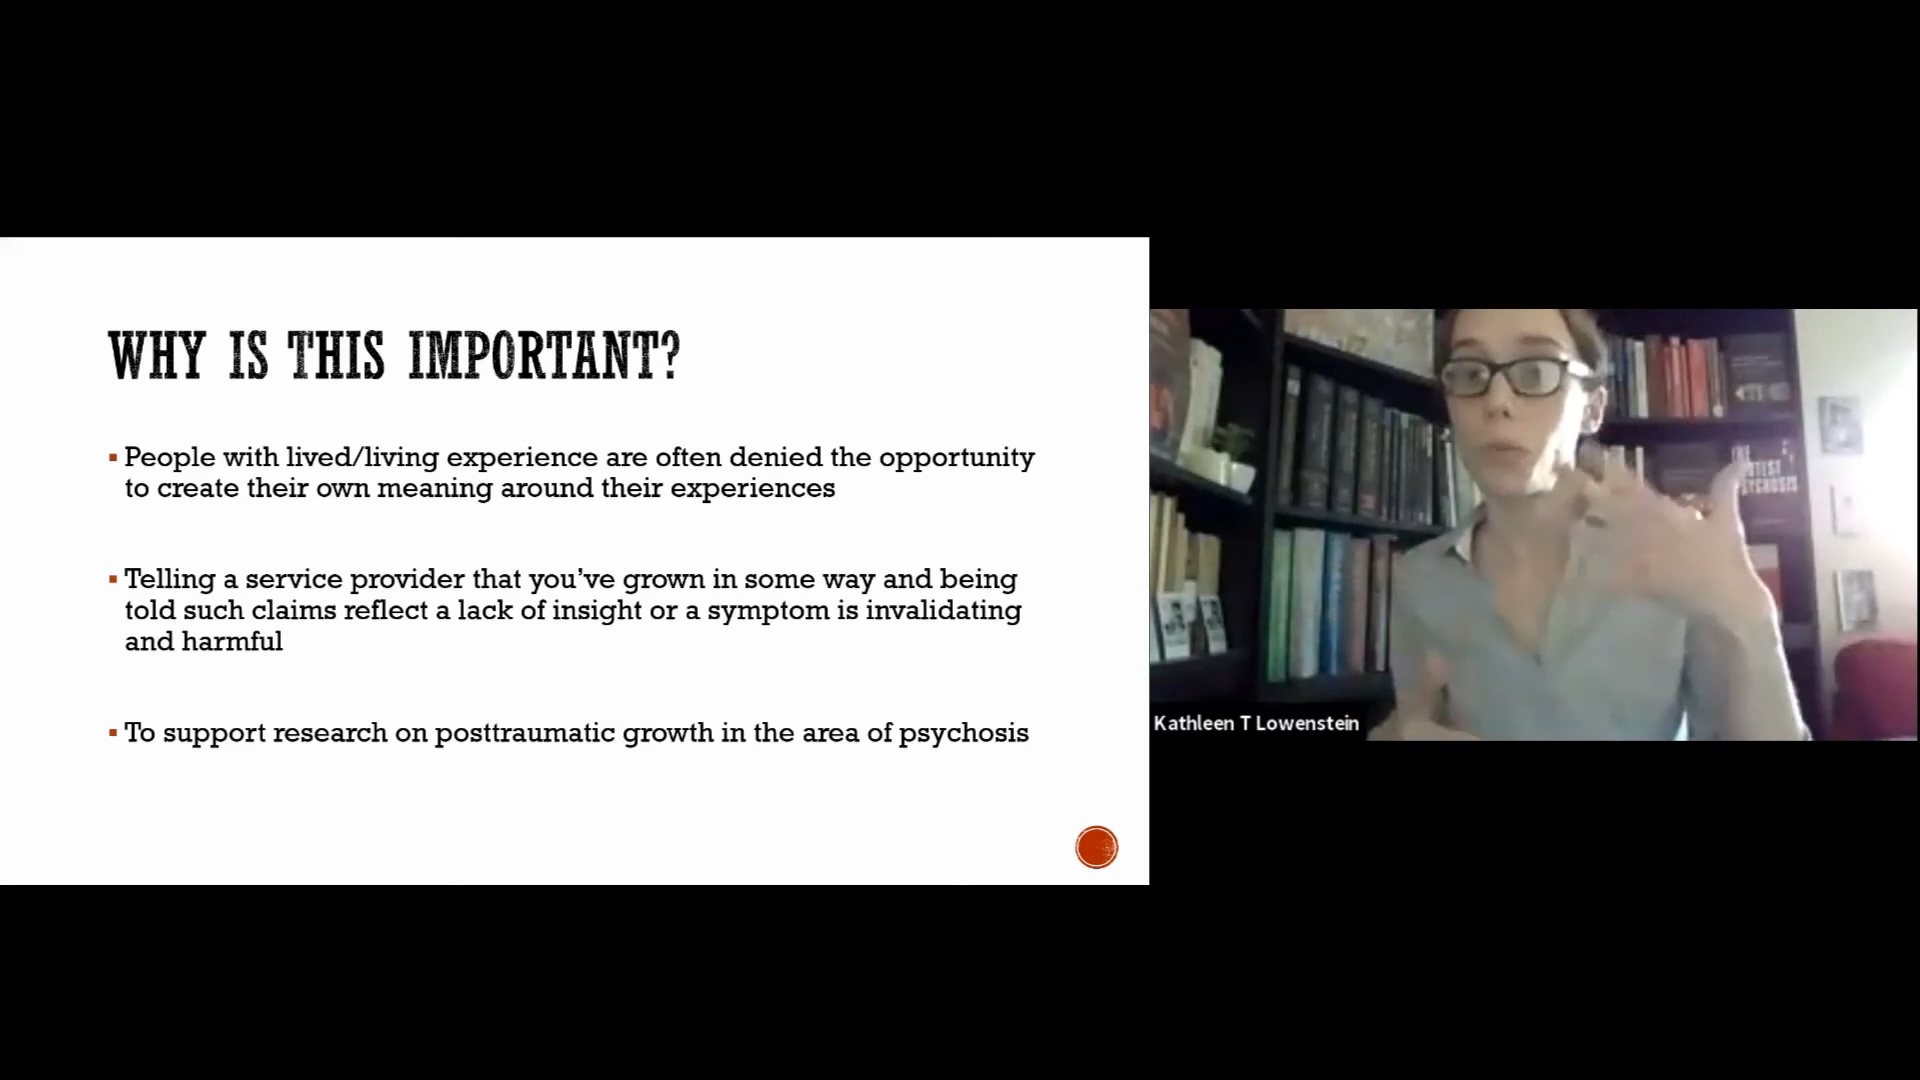 WHY IS THIS IMPORTANT?
▪ People with lived/living experience are often denied the opportunity
to create their own meaning around their experiences
▪ Telling a service provider that you’ve grown in some way and being
told such claims reflect a lack of insight or a symptom is invalidating
and harmful
▪ To support research on posttraumatic growth in the area of psychosis
THE
PSYCHOSIS
Kathleen T Lowenstein